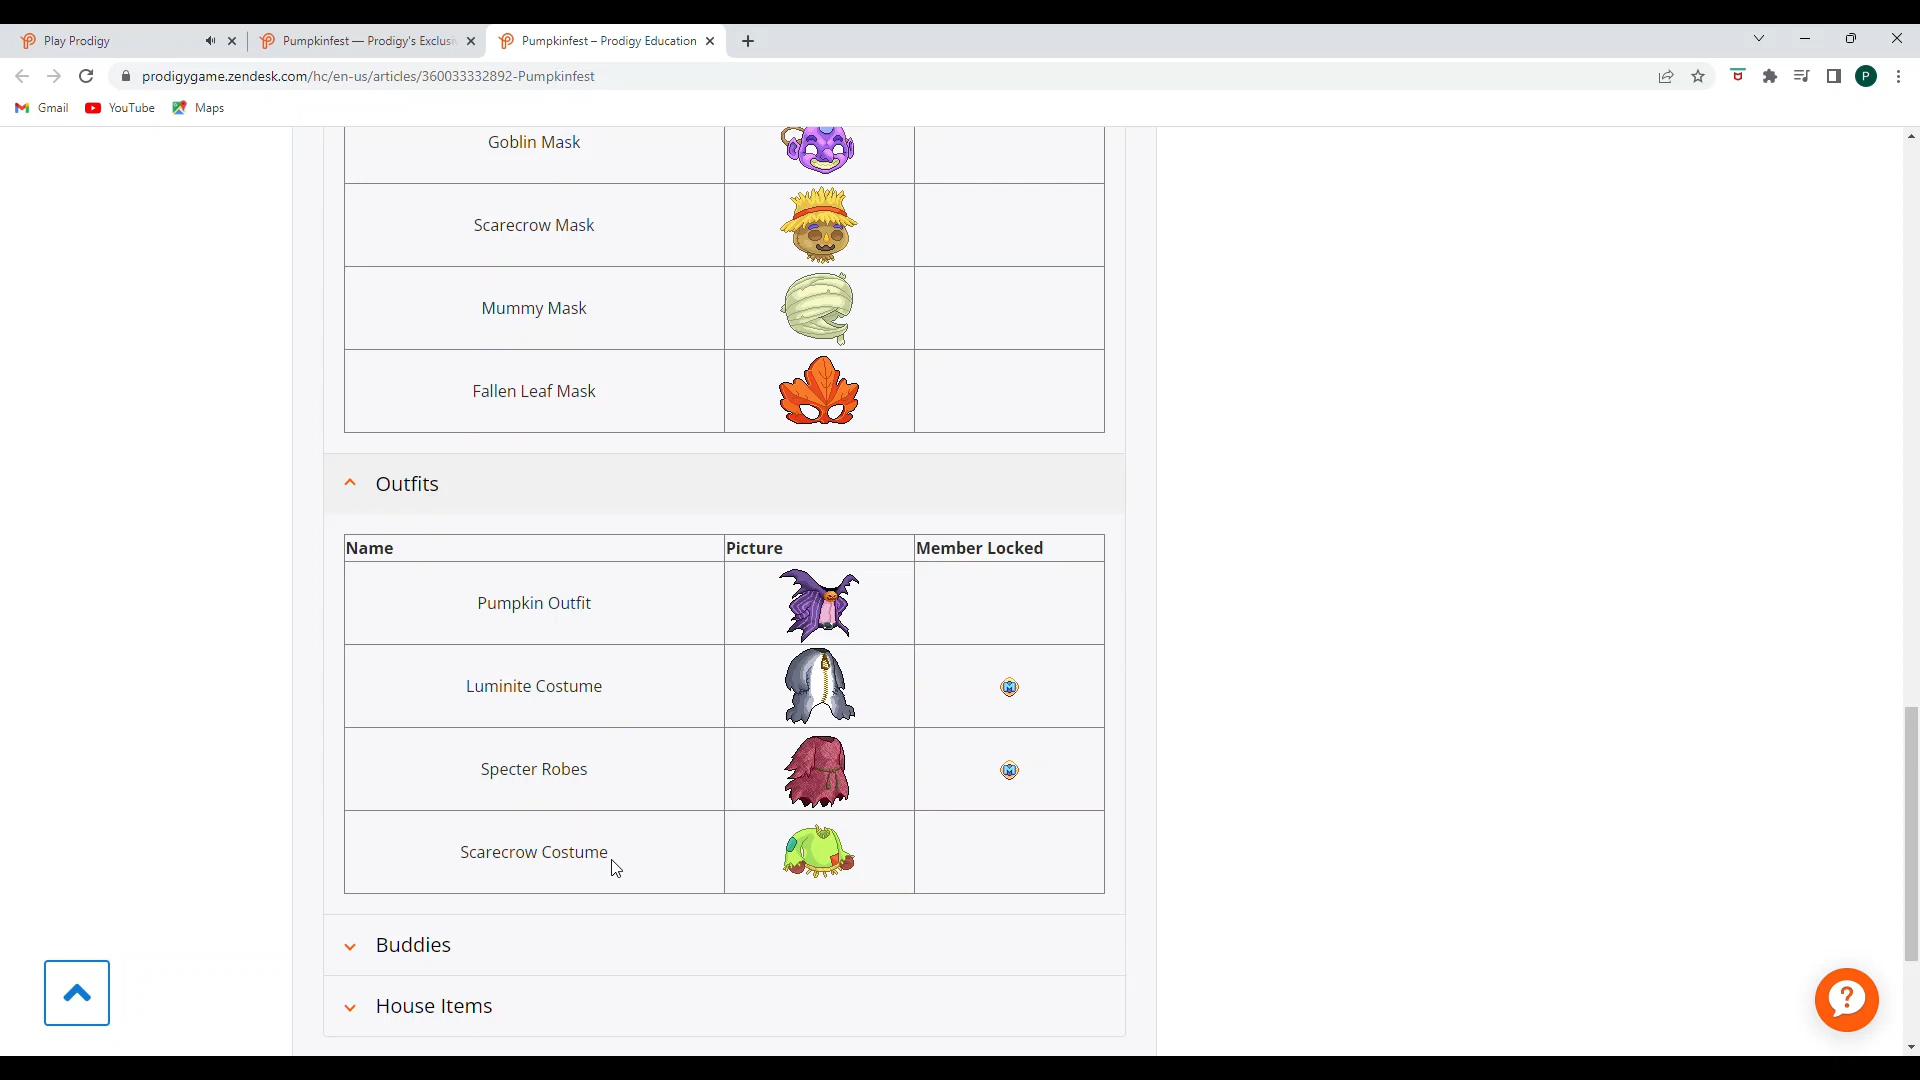 Play Prodigy
Pumpkinfest — Prodigy's Exclusi
Pumpkinfest – Prodigy Education
prodigygame.zendesk.com/hc/en-us/articles/360033332892-Pumpkinfest
P
Gmail
YouTube
Maps
Goblin Mask
Scarecrow Mask
Mummy Mask
Fallen Leaf Mask
Outfits
Name Picture Member Locked
Pumpkin Outfit
Luminite Costume M
Specter Robes M
Scarecrow Costume
Buddies
House Items
?